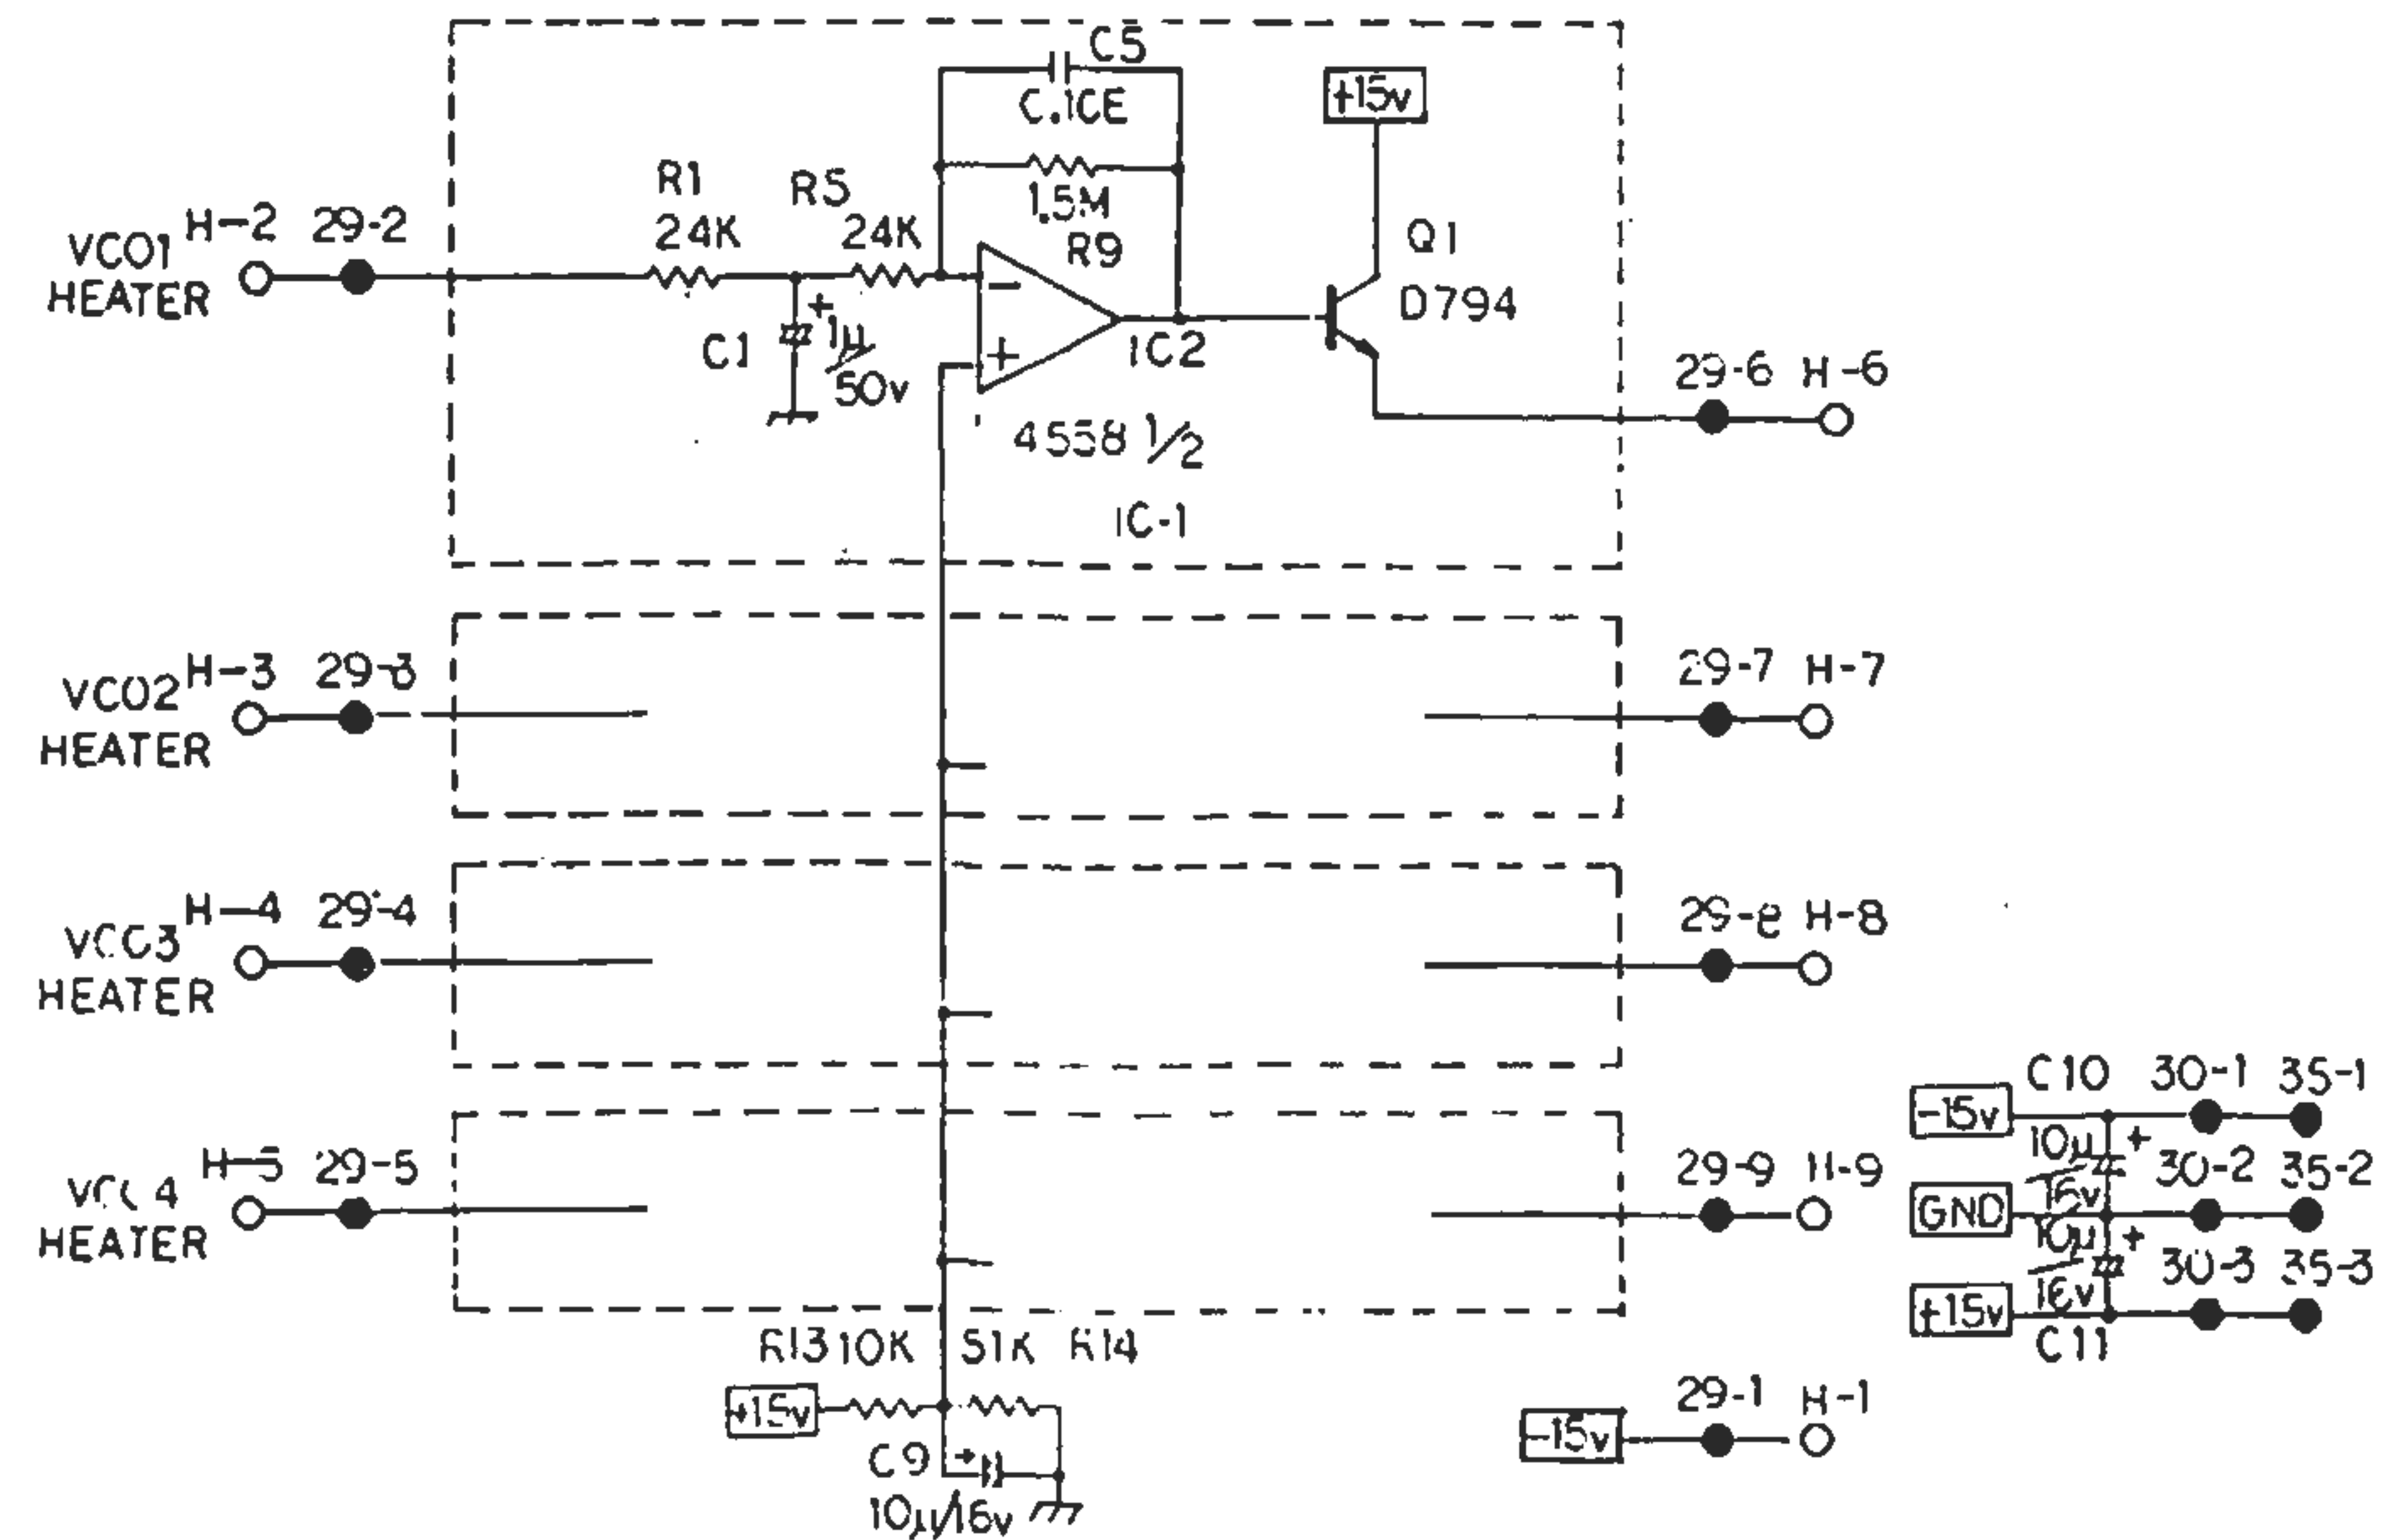 C5
C.1CE
+15v
R1
R5
24K
24K
1.5M
R9
VCO1
HEATER
H-2 29-2
Q1
D794
C1
+
1μ/50v
−
+
IC2
4558 1/2
IC-1
29-6 H-6
VCO2
HEATER
H-3 29-3
29-7 H-7
VCO3
HEATER
H-4 29-4
29-8 H-8
HEATER
H-5 29-5
29-9 H-9
R13 10K 51K R14
+15v
C9 +
10μ/16v
-15v
29-1 H-1
C10 30-1 35-1
-15v
10μ/16v +
30-2 35-2
GND
10μ/16v +
30-3 35-3
+15v
C11